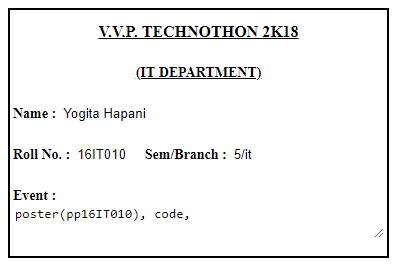 V.V.P. TECHNOTHON 2K18
(IT DEPARTMENT)
Name : Yogita Hapani
Roll No. : 16IT010 Sem/Branch : 5/it
Event :
poster(pp16IT010), code,